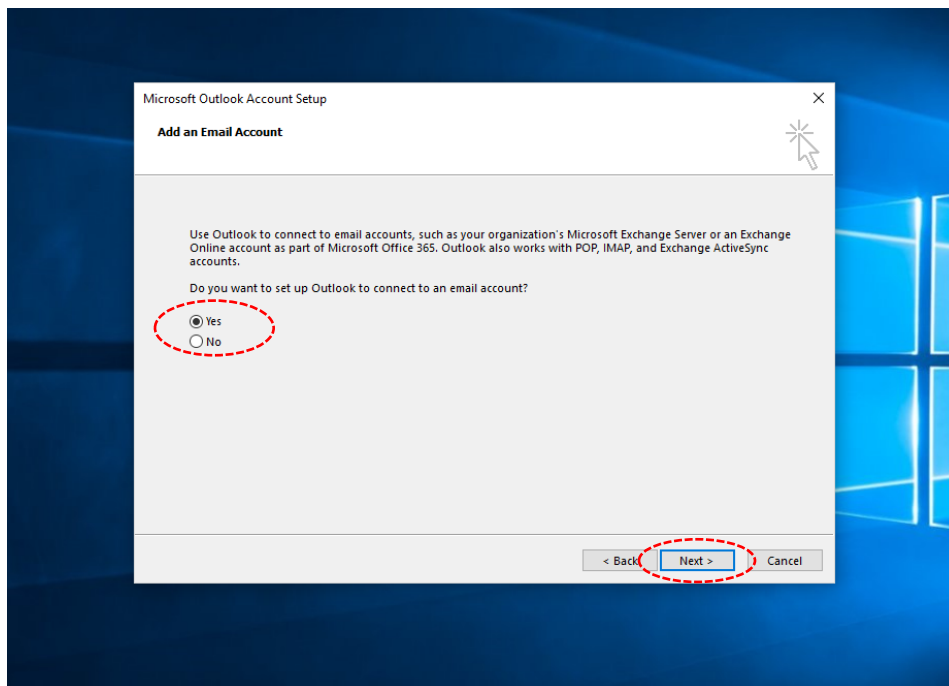 Microsoft Outlook Account Setup
Add an Email Account
Use Outlook to connect to email accounts, such as your organization's Microsoft Exchange Server or an Exchange
Online account as part of Microsoft Office 365. Outlook also works with POP, IMAP, and Exchange ActiveSync
accounts.
Do you want to set up Outlook to connect to an email account?
Yes
No
< Back
Next >
Cancel